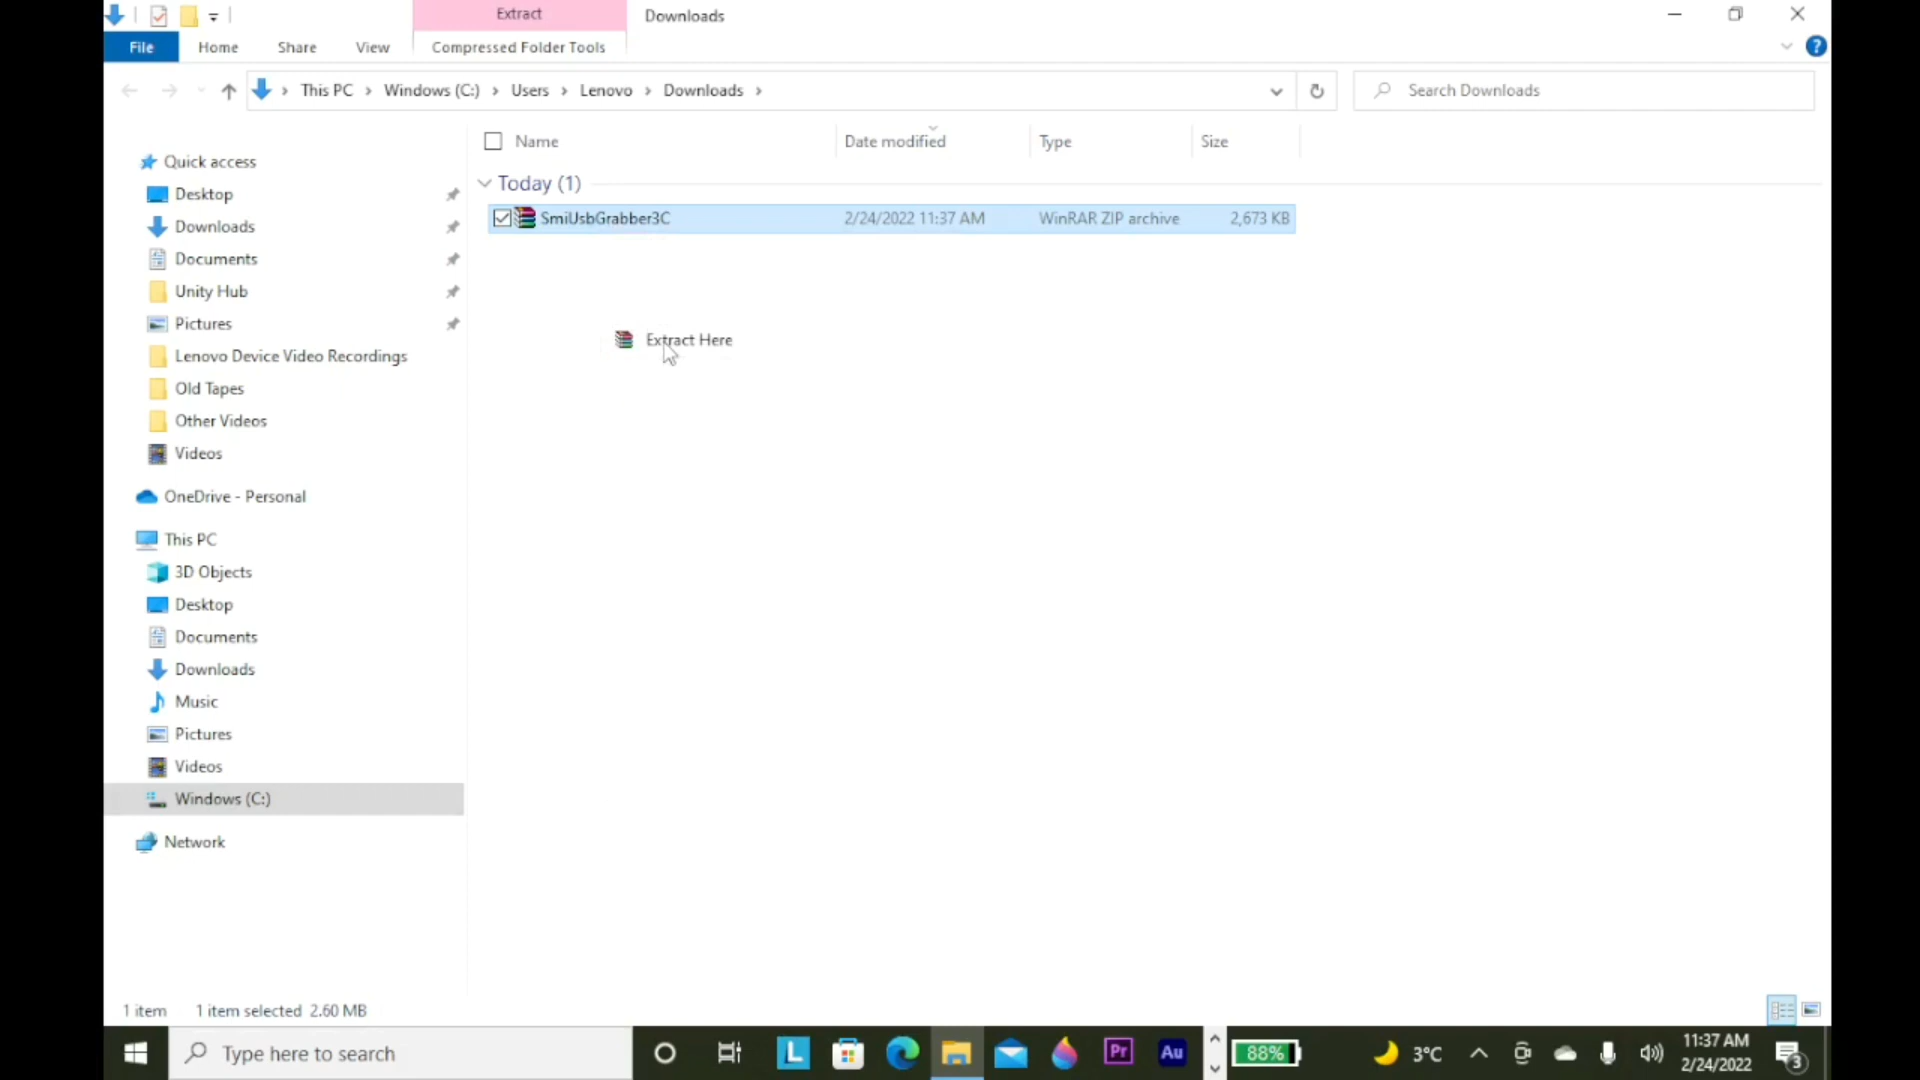 Extract
Downloads
File
Home
Share
View
Compressed Folder Tools
?
This PC > Windows (C:) > Users > Lenovo > Downloads >
Search Downloads
Name
Date modified
Type
Size
Today (1)
SmiUsbGrabber3C
2/24/2022 11:37 AM
WinRAR ZIP archive
2,673 KB
Extract Here
Quick access
Desktop
Downloads
Documents
Unity Hub
Pictures
Lenovo Device Video Recordings
Old Tapes
Other Videos
Videos
OneDrive - Personal
This PC
3D Objects
Desktop
Documents
Downloads
Music
Pictures
Videos
Windows (C:)
Network
1 item
1 item selected 2.60 MB
Type here to search
L
Pr
Au
88%
3°C
11:37 AM
2/24/2022
3